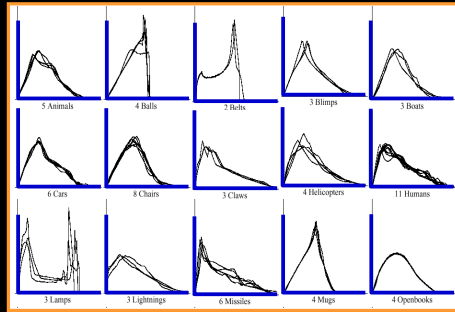 5 Animals
4 Balls
2 Belts
3 Blimps
3 Boats
6 Cars
8 Chairs
3 Claws
4 Helicopters
11 Humans
3 Lamps
3 Lightnings
6 Missiles
4 Mugs
4 Openbooks